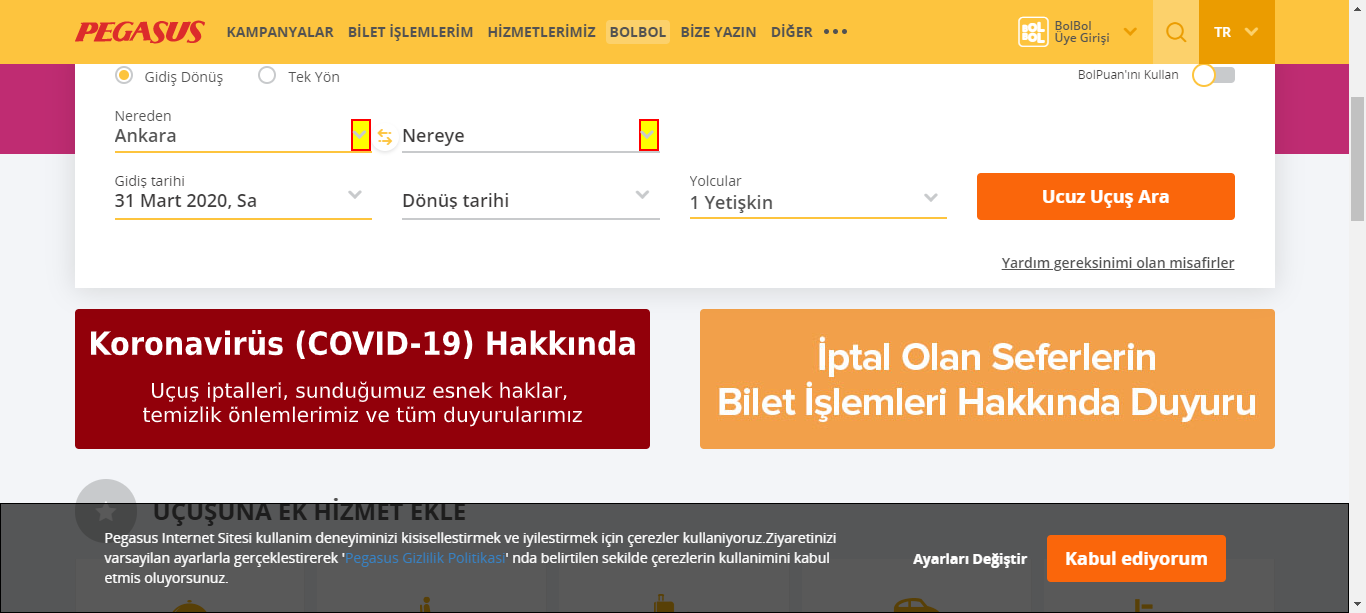 PEGASUS
KAMPANYALAR BİLET İŞLEMLERİM HİZMETLERİMİZ BOLBOL BİZE YAZIN DİĞER
BOL
BOL
BolBol
Üye Girişi
TR
Gidiş Dönüş
Tek Yön
BolPuan'ını Kullan
Nereden
Ankara
Nereye
Gidiş tarihi
31 Mart 2020, Sa
Dönüş tarihi
Yolcular
1 Yetişkin
Ucuz Uçuş Ara
Yardım gereksinimi olan misafirler
Koronavirüs (COVID-19) Hakkında
Uçuş iptalleri, sunduğumuz esnek haklar,
temizlik önlemlerimiz ve tüm duyurularımız
İptal Olan Seferlerin
Bilet İşlemleri Hakkında Duyuru
UÇUŞUNA EK HİZMET EKLE
Pegasus Internet Sitesi kullanim deneyiminizi kisisellestirmek ve iyilestirmek için çerezler kullaniyoruz.Ziyaretinizi
varsayilan ayarlarla gerçeklestirerek 'Pegasus Gizlilik Politikasi' nda belirtilen sekilde çerezlerin kullanimini kabul
etmis oluyorsunuz.
Ayarları Değiştir
Kabul ediyorum